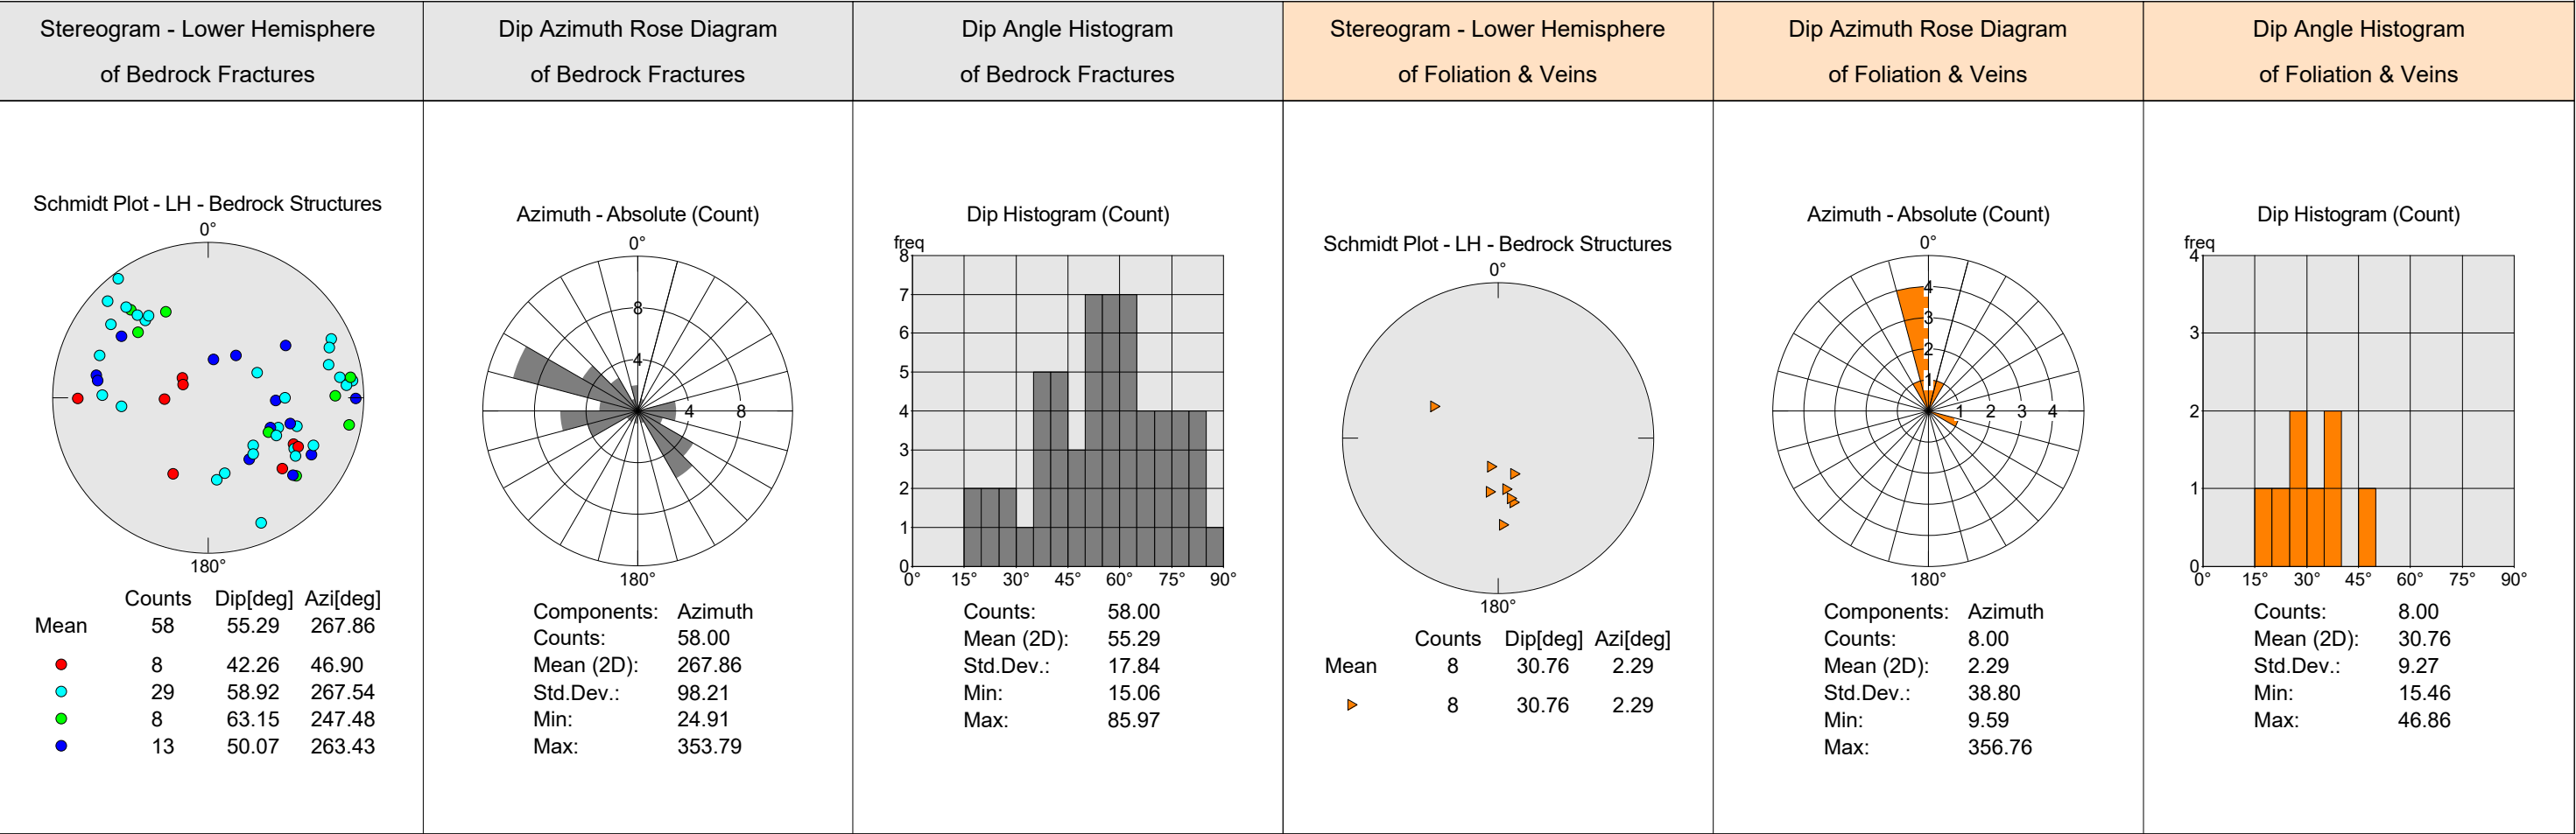 Stereogram - Lower Hemisphere
of Bedrock Fractures
Dip Azimuth Rose Diagram
of Bedrock Fractures
Dip Angle Histogram
of Bedrock Fractures
Stereogram - Lower Hemisphere
of Foliation & Veins
Dip Azimuth Rose Diagram
of Foliation & Veins
Dip Angle Histogram
of Foliation & Veins
Schmidt Plot - LH - Bedrock Structures
0°
180°
Counts Dip[deg] Azi[deg]
Mean 58 55.29 267.86
8 42.26 46.90
29 58.92 267.54
8 63.15 247.48
13 50.07 263.43
Azimuth - Absolute (Count)
0°
8
4
4 8
180°
Components: Azimuth
Counts: 58.00
Mean (2D): 267.86
Std.Dev.: 98.21
Min: 24.91
Max: 353.79
Dip Histogram (Count)
freq
8
7
6
5
4
3
2
1
0
0° 15° 30° 45° 60° 75° 90°
Counts: 58.00
Mean (2D): 55.29
Std.Dev.: 17.84
Min: 15.06
Max: 85.97
Schmidt Plot - LH - Bedrock Structures
0°
180°
Counts Dip[deg] Azi[deg]
Mean 8 30.76 2.29
8 30.76 2.29
Azimuth - Absolute (Count)
0°
4
3
2
1
1 2 3 4
180°
Components: Azimuth
Counts: 8.00
Mean (2D): 2.29
Std.Dev.: 38.80
Min: 9.59
Max: 356.76
Dip Histogram (Count)
freq
4
3
2
1
0
0° 15° 30° 45° 60° 75° 90°
Counts: 8.00
Mean (2D): 30.76
Std.Dev.: 9.27
Min: 15.46
Max: 46.86